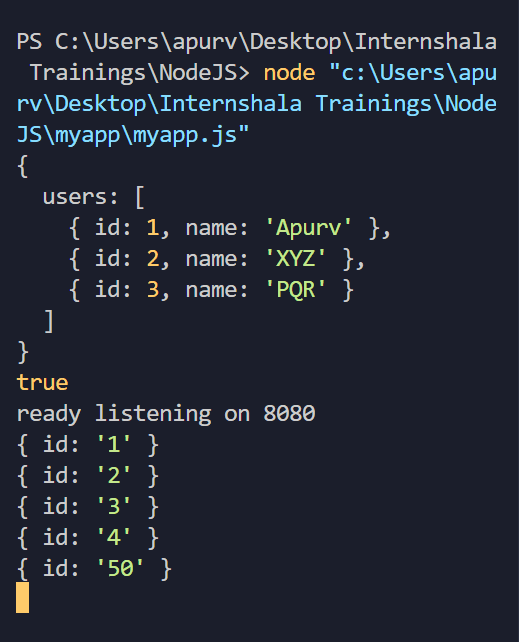 PS C:\Users\apurv\Desktop\Internshala
 Trainings\NodeJS> node "c:\Users\apu
rv\Desktop\Internshala Trainings\Node
JS\myapp\myapp.js"
{
  users: [
    { id: 1, name: 'Apurv' },
    { id: 2, name: 'XYZ' },
    { id: 3, name: 'PQR' }
  ]
}
true
ready listening on 8080
{ id: '1' }
{ id: '2' }
{ id: '3' }
{ id: '4' }
{ id: '50' }